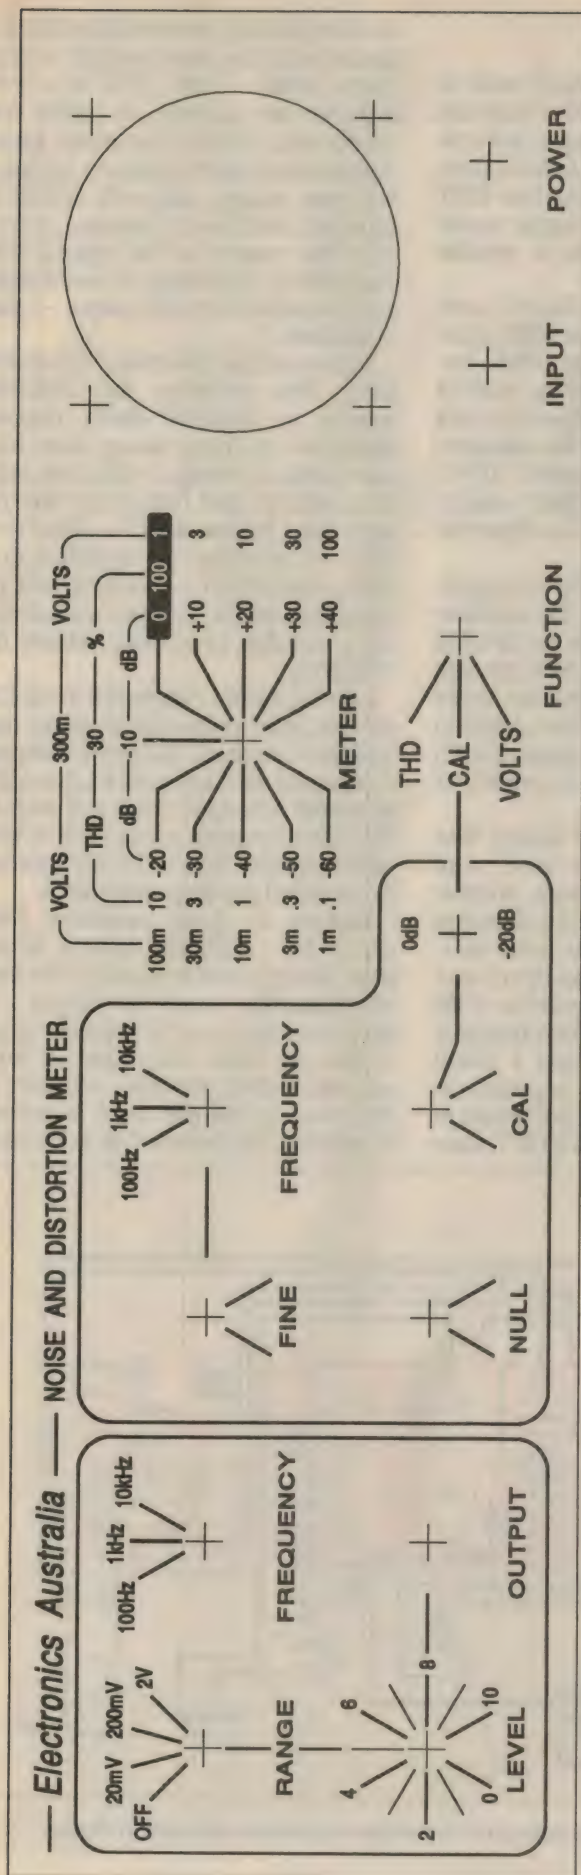 Electronics Australia — NOISE AND DISTORTION METER
OFF 20mV 200mV 2V
RANGE
100Hz 1kHz 10kHz
FREQUENCY
0 2 4 6 8 10
LEVEL
OUTPUT
FINE
100Hz 1kHz 10kHz
FREQUENCY
NULL
CAL
0dB
-20dB
VOLTS 300m VOLTS
THD 30 %
dB -10 dB
100m 10 -20 0 100 1
30m 3 -30 +10 3
10m 1 -40 +20 10
3m .3 -50 +30 30
1m .1 -60 +40 100
METER
THD
CAL
VOLTS
FUNCTION
INPUT
POWER